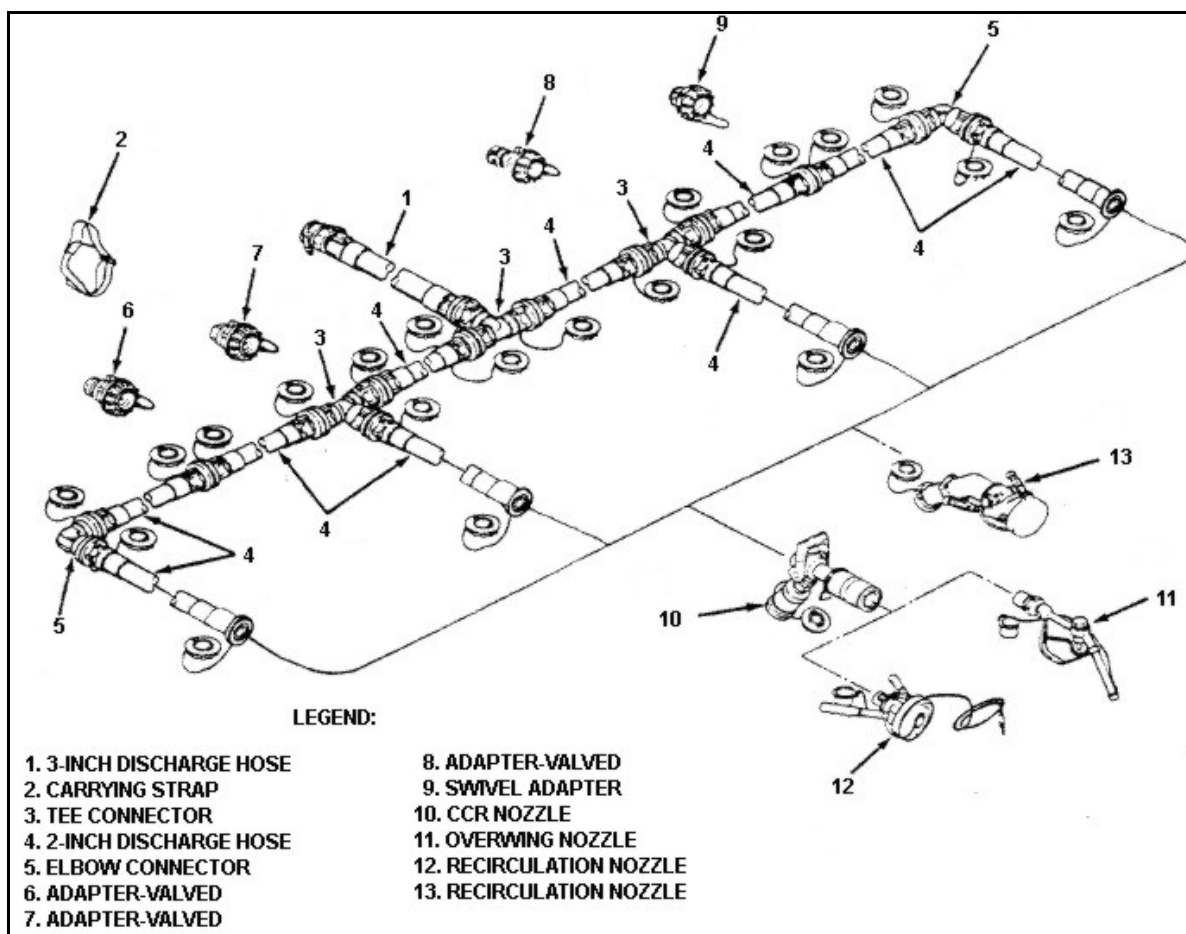 9
5
8
2
4
3
1
4
7
3
4
6
4
3
4
4
13
4
4
5
10
11
12
LEGEND:
1. 3-INCH DISCHARGE HOSE
2. CARRYING STRAP
3. TEE CONNECTOR
4. 2-INCH DISCHARGE HOSE
5. ELBOW CONNECTOR
6. ADAPTER-VALVED
7. ADAPTER-VALVED
8. ADAPTER-VALVED
9. SWIVEL ADAPTER
10. CCR NOZZLE
11. OVERWING NOZZLE
12. RECIRCULATION NOZZLE
13. RECIRCULATION NOZZLE